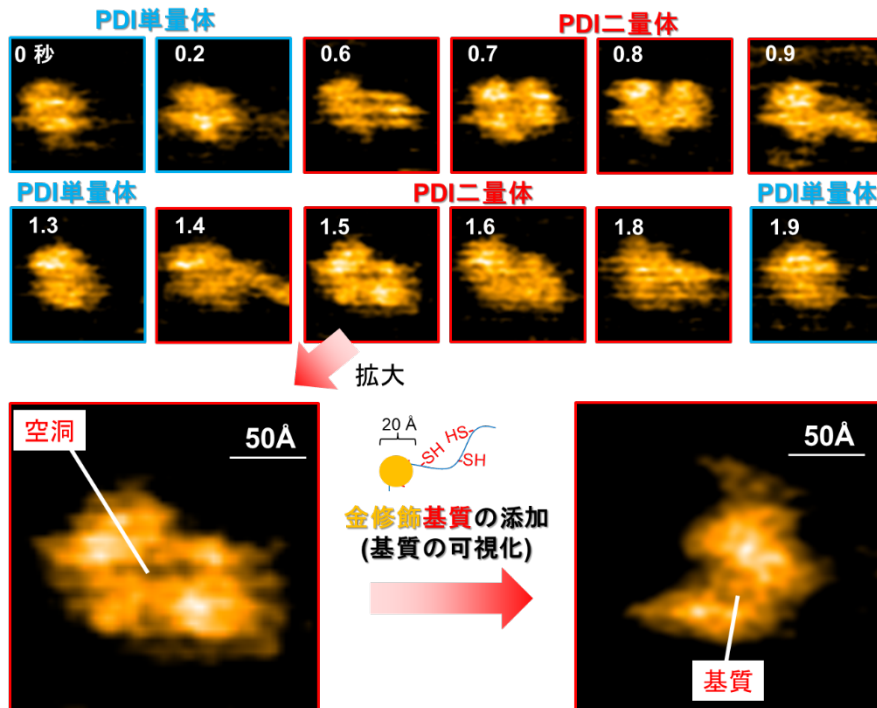 PDI単量体
PDI二量体
0 秒
0.2
0.6
0.7
0.8
0.9
PDI単量体
PDI二量体
PDI単量体
1.3
1.4
1.5
1.6
1.8
1.9
拡大
空洞
50Å
20 Å
-SH
HS-
-SH
金修飾基質の添加
(基質の可視化)
50Å
基質